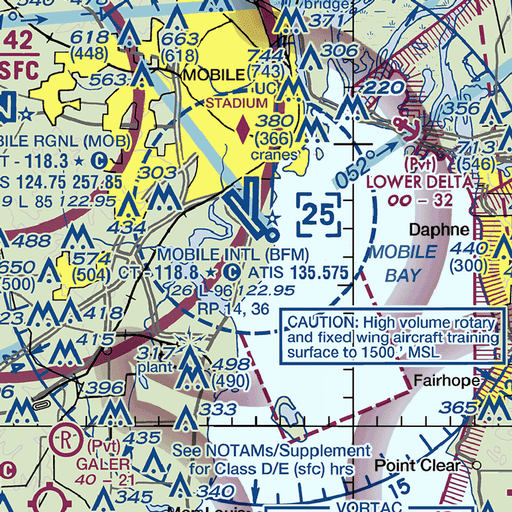 bridge
371
618
(448)
663
(618)
744
(743)
306
42
SFC
563
MOBILE
UC
220
STADIUM
380
(366)
cranes
356
BILE RGNL (MOB)
713
(546)
T - 118.3 ★ C
052°
(Pvt)
LOWER DELTA
S 124.75 257.85
303
9 L 85 122.95
00 - 32
434
[25]
Daphne
488
MOBILE INTL (BFM)
MOBILE
BAY
440
(300)
650
(500)
574
(504)
CT - 118.8 ★ C ATIS 135.575
26 L 96 122.95
RP 14, 36
418
CAUTION: High volume rotary
and fixed wing aircraft training
surface to 1500' MSL
415
317
plant
498
(490)
Fairhope
396
333
365
R
(Pvt)
GALER
40 - 21
435
See NOTAMs/Supplement
for Class D/E (sfc) hrs
Point Clear
C
345
340
15
VORTAC